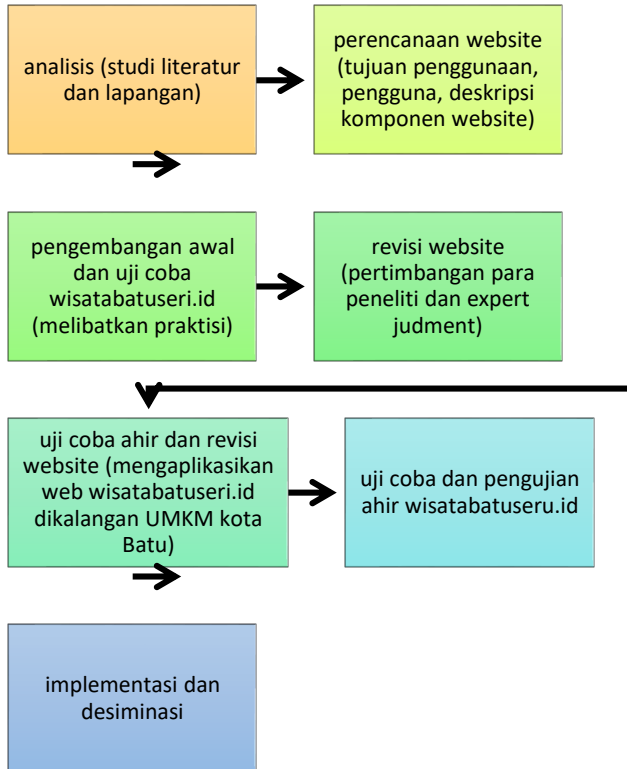 analisis (studi literatur
dan lapangan)
perencanaan website
(tujuan penggunaan,
pengguna, deskripsi
komponen website)
pengembangan awal
dan uji coba
wisatabatuseri.id
(melibatkan praktisi)
revisi website
(pertimbangan para
peneliti dan expert
judment)
uji coba ahir dan revisi
website (mengaplikasikan
web wisatabatuseri.id
dikalangan UMKM kota
Batu)
uji coba dan pengujian
ahir wisatabatuseru.id
implementasi dan
desiminasi